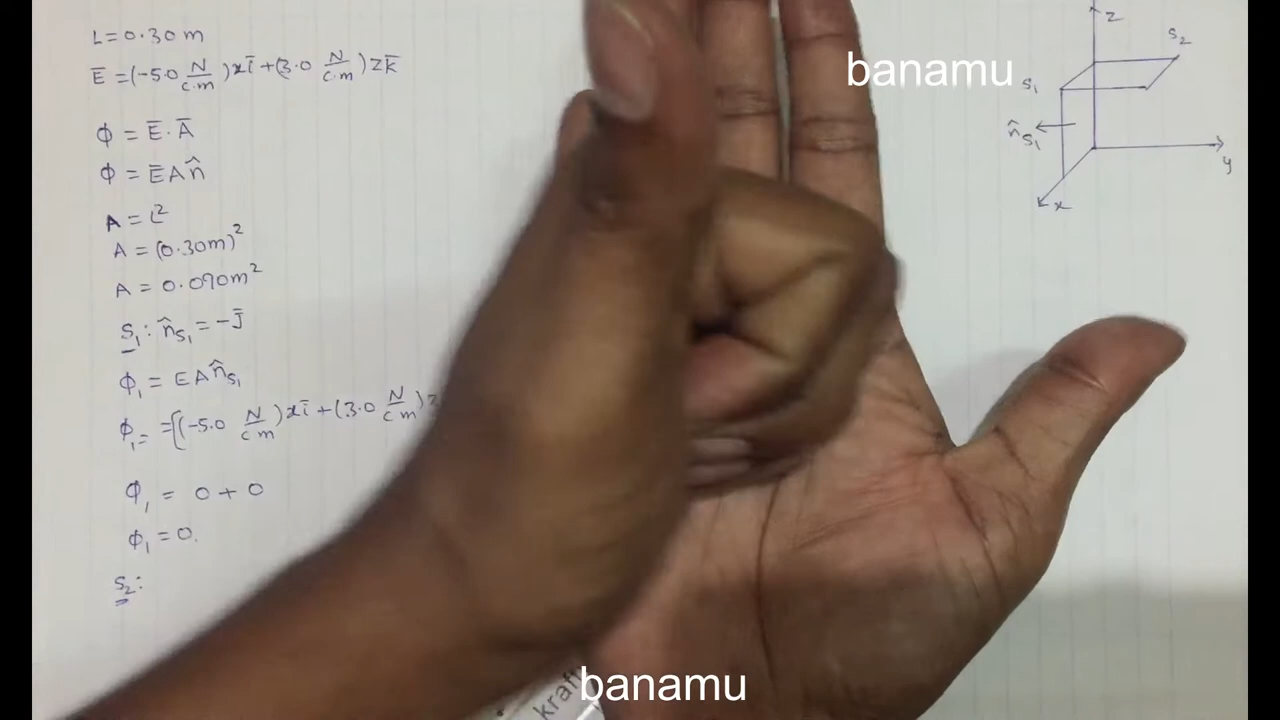 L = 0.30 m
E̅ = (-5.0 N/C.m) x i̅ + (3.0 N/C.m) z k̅
ϕ = E̅ . A̅
ϕ = E̅ A n̂
A = L²
A = (0.30m)²
A = 0.090m²
S₁ : n̂S₁ = - J̅
ϕ₁ = E A n̂S₁
ϕ₁ = = [(-5.0 N/C m) x i̅ + (3.0 N/C m) z
ϕ₁ = 0 + 0
ϕ₁ = 0.
S₂ :
z
S₂
S₁
n̂S₁
y
x
banamu
kraft
banamu